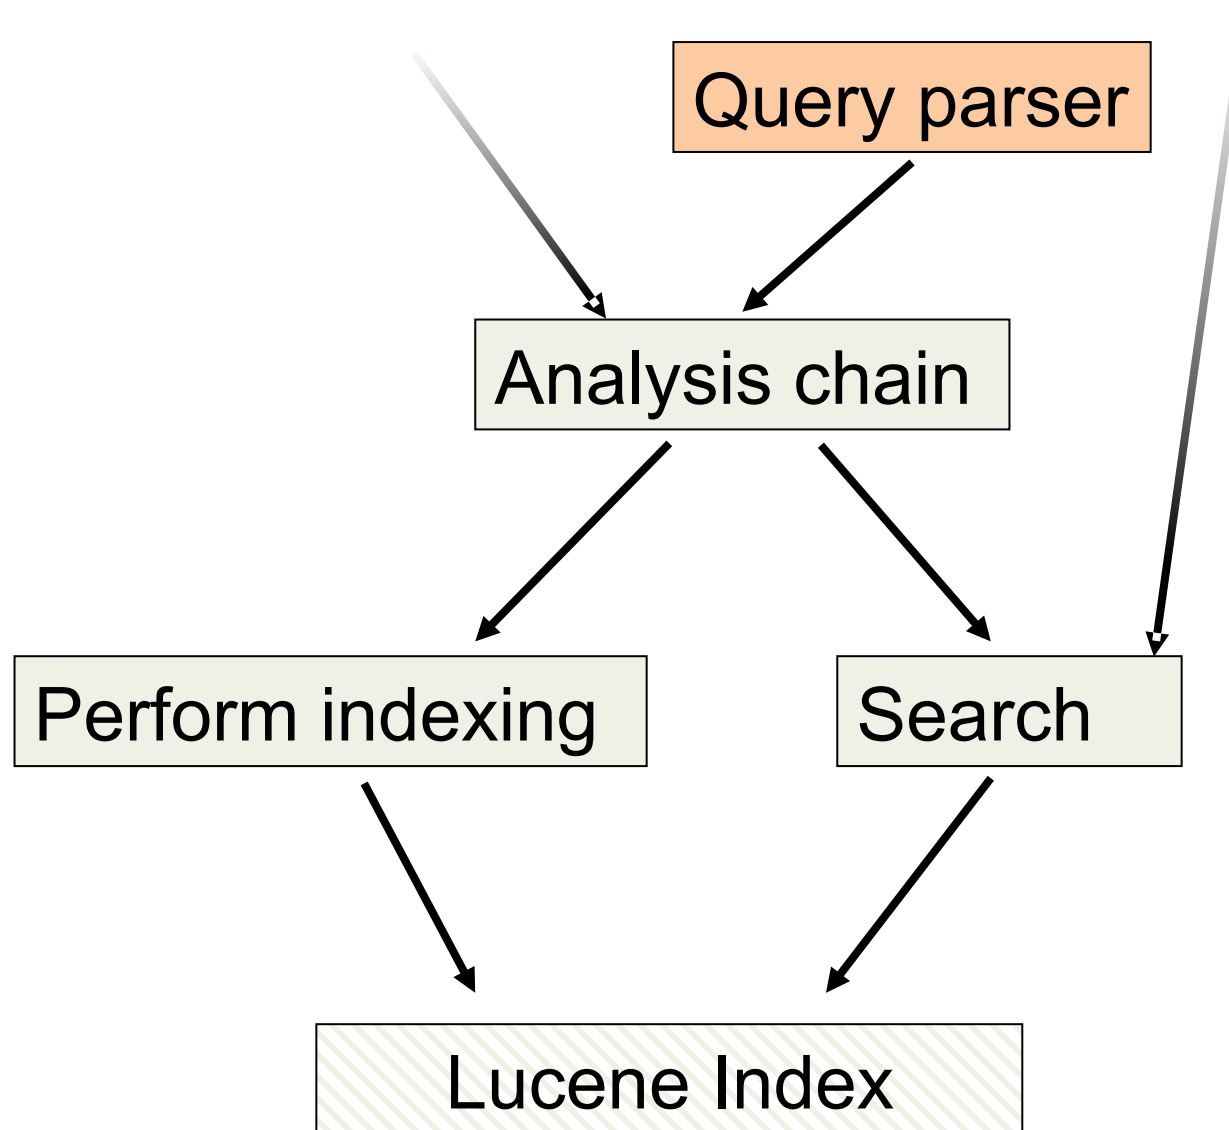 Query parser
Analysis chain
Perform indexing
Search
Lucene Index